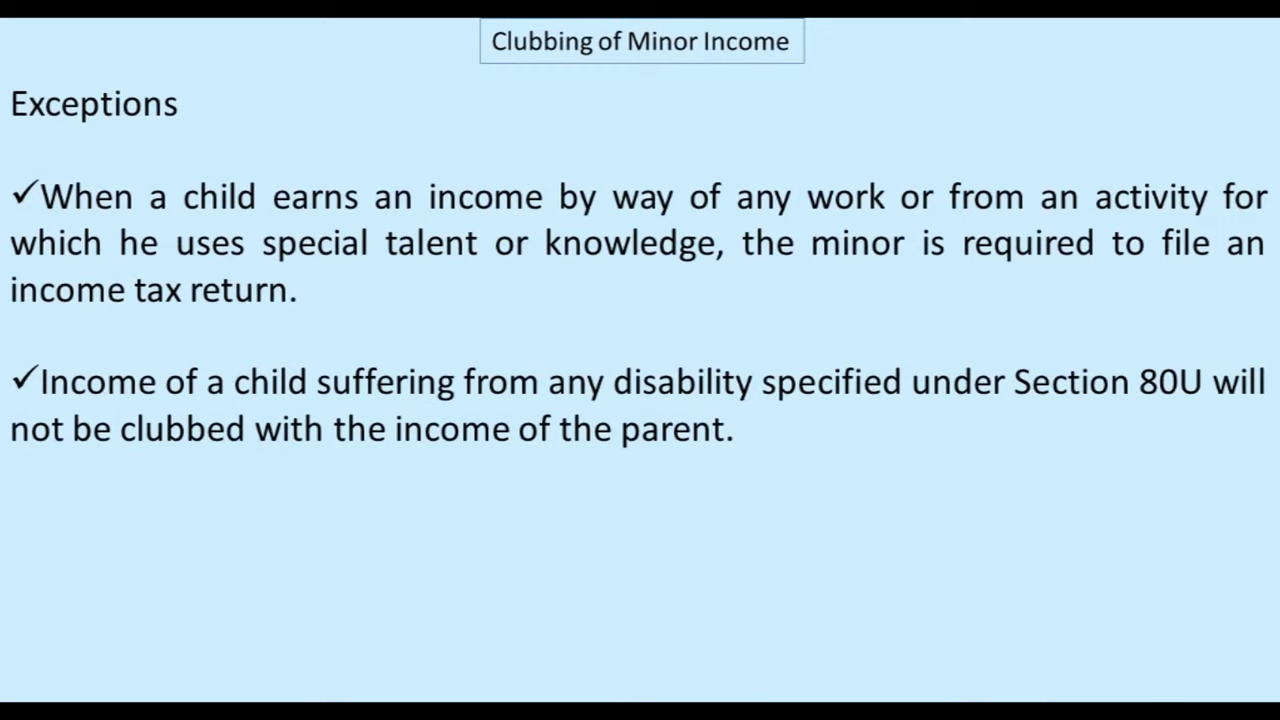 Clubbing of Minor Income
Exceptions
✓When a child earns an income by way of any work or from an activity for
which he uses special talent or knowledge, the minor is required to file an
income tax return.
✓Income of a child suffering from any disability specified under Section 80U will
not be clubbed with the income of the parent.